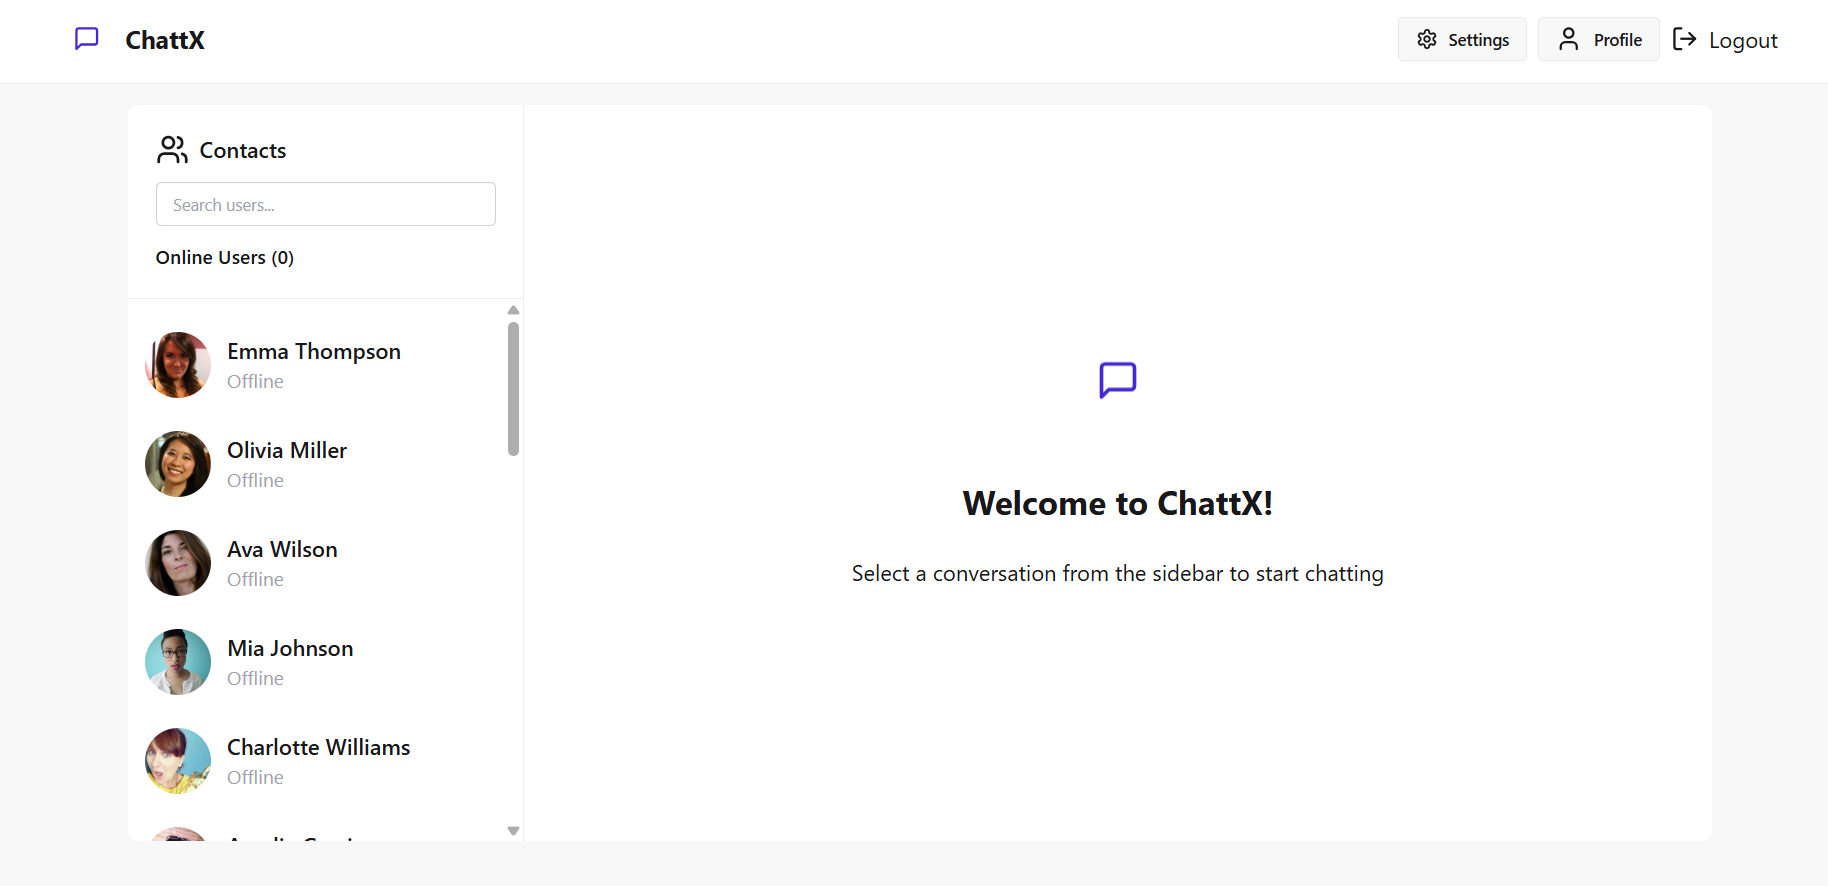 ChattX
Settings
Profile
Logout
Contacts
Search users...
Online Users (0)
Emma Thompson
Offline
Olivia Miller
Offline
Ava Wilson
Offline
Mia Johnson
Offline
Charlotte Williams
Offline
Welcome to ChattX!
Select a conversation from the sidebar to start chatting